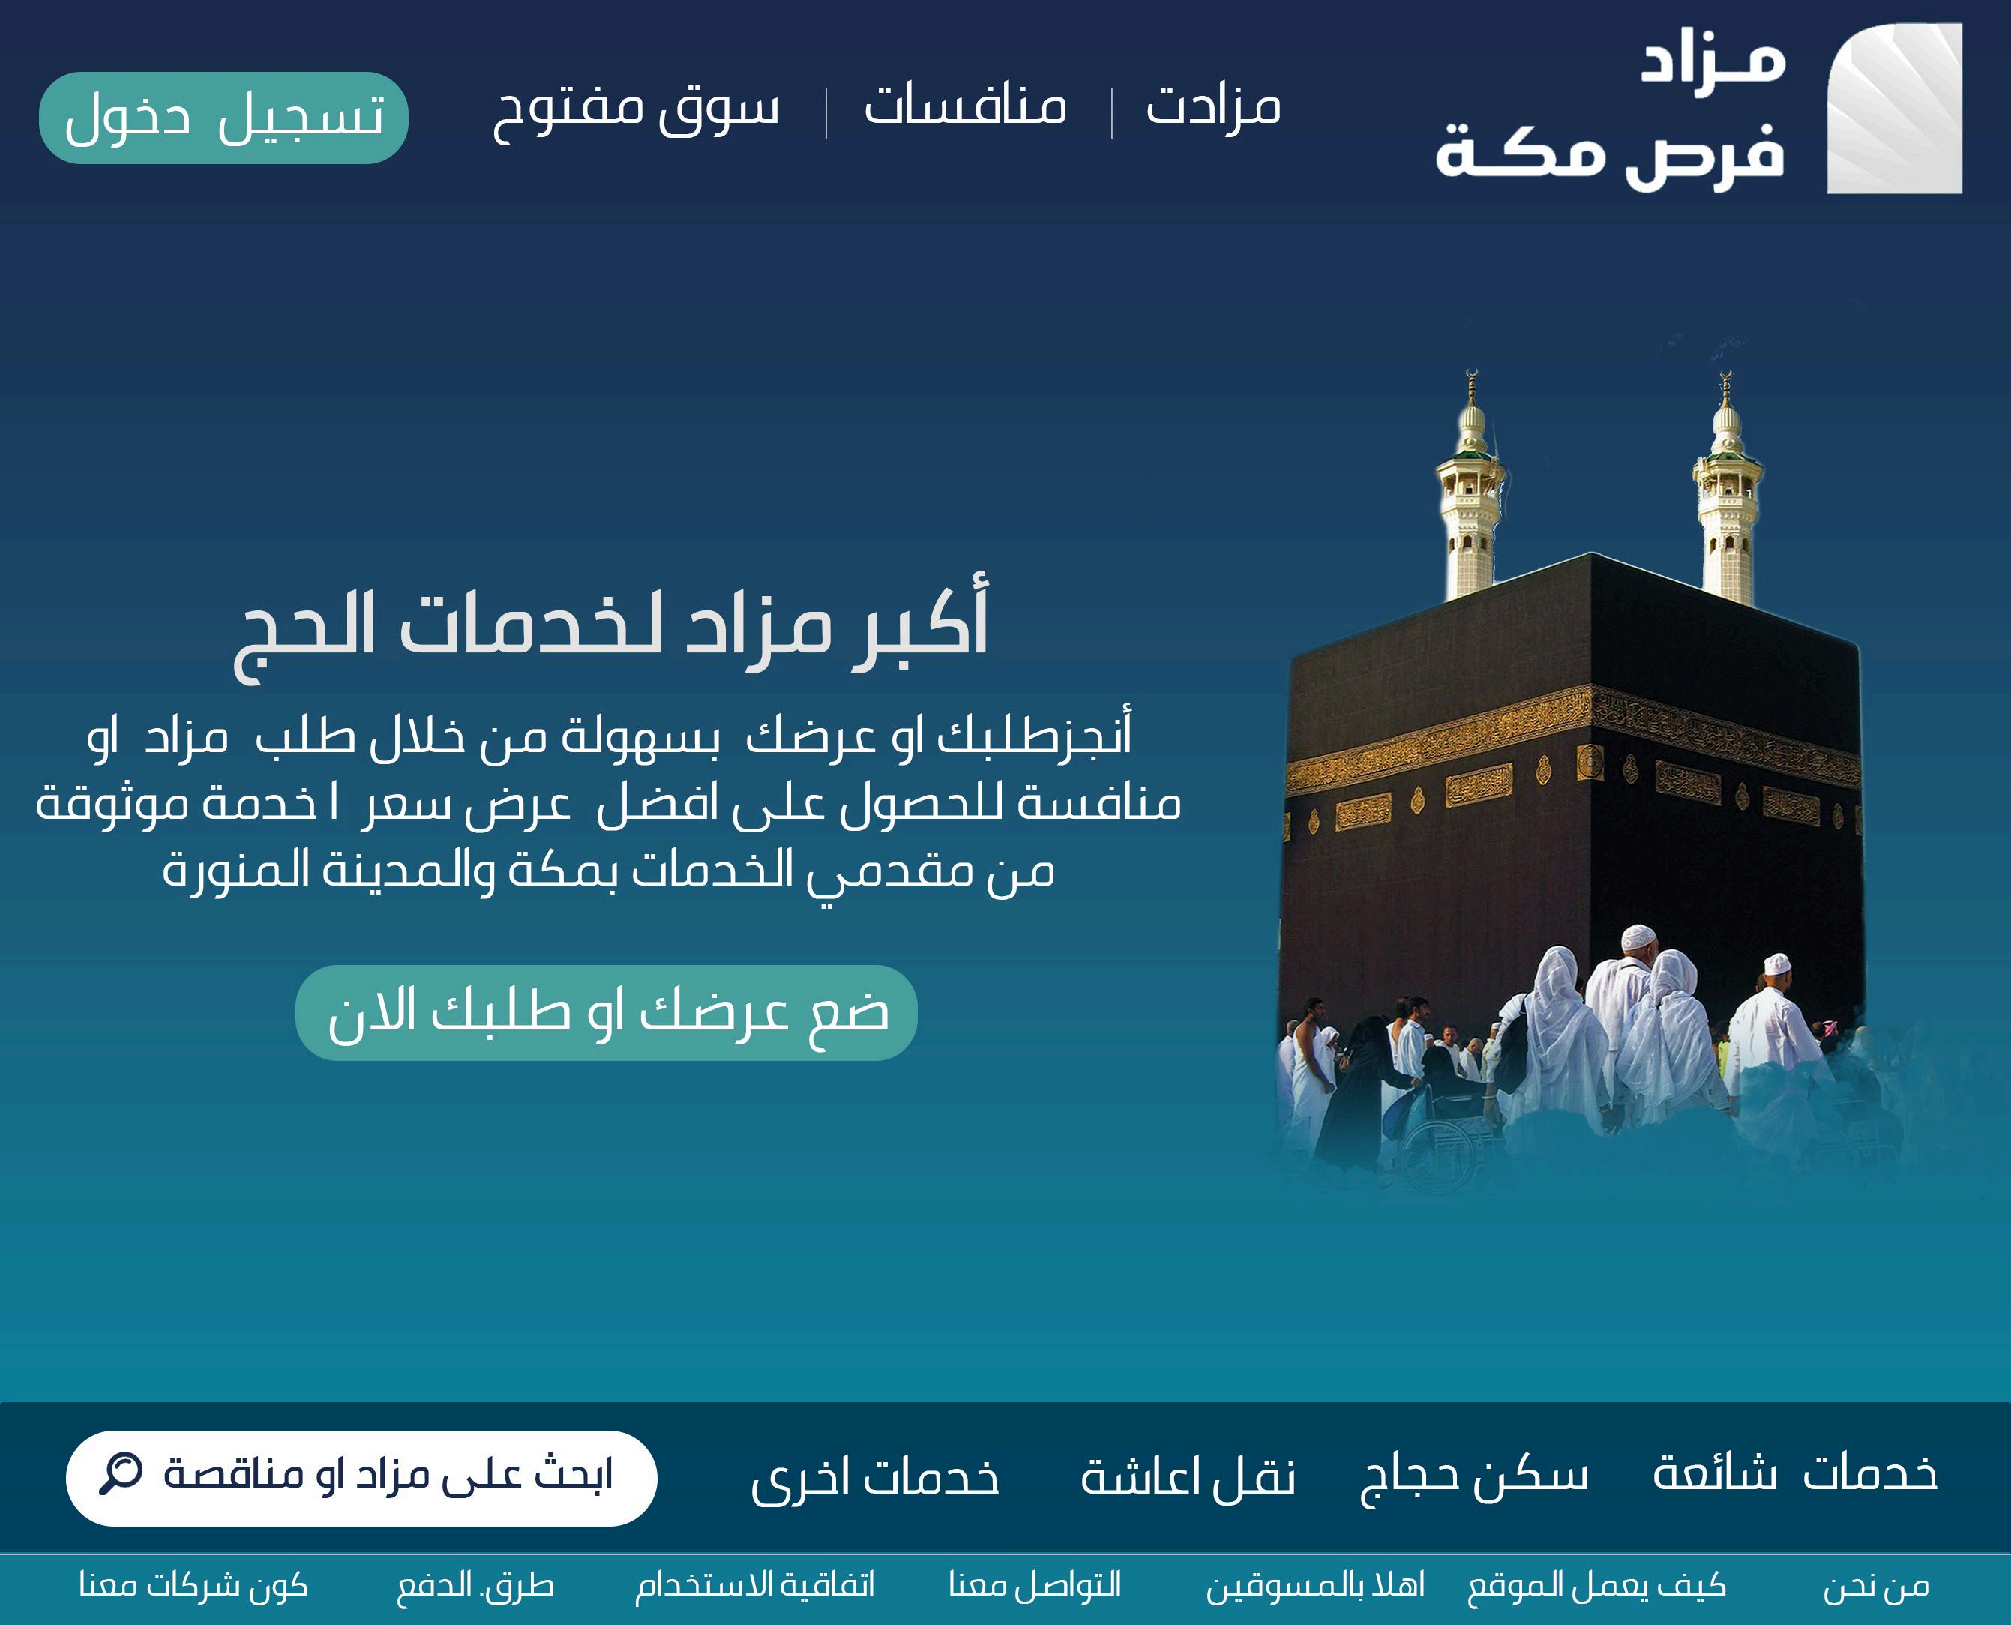 مزاد
فرص مكة
مزادت | منافسات | سوق مفتوح
تسجيل دخول
أكبر مزاد لخدمات الحج
أنجزطلبك او عرضك بسهولة من خلال طلب مزاد او
منافسة للحصول على افضل عرض سعر ا خدمة موثوقة
من مقدمي الخدمات بمكة والمدينة المنورة
ضع عرضك او طلبك الان
خدمات شائعة سكن حجاج نقل اعاشة خدمات اخرى
ابحث على مزاد او مناقصة
من نحن كيف يعمل الموقع اهلا بالمسوقين التواصل معنا اتفاقية الاستخدام طرق. الدفع كون شركات معنا